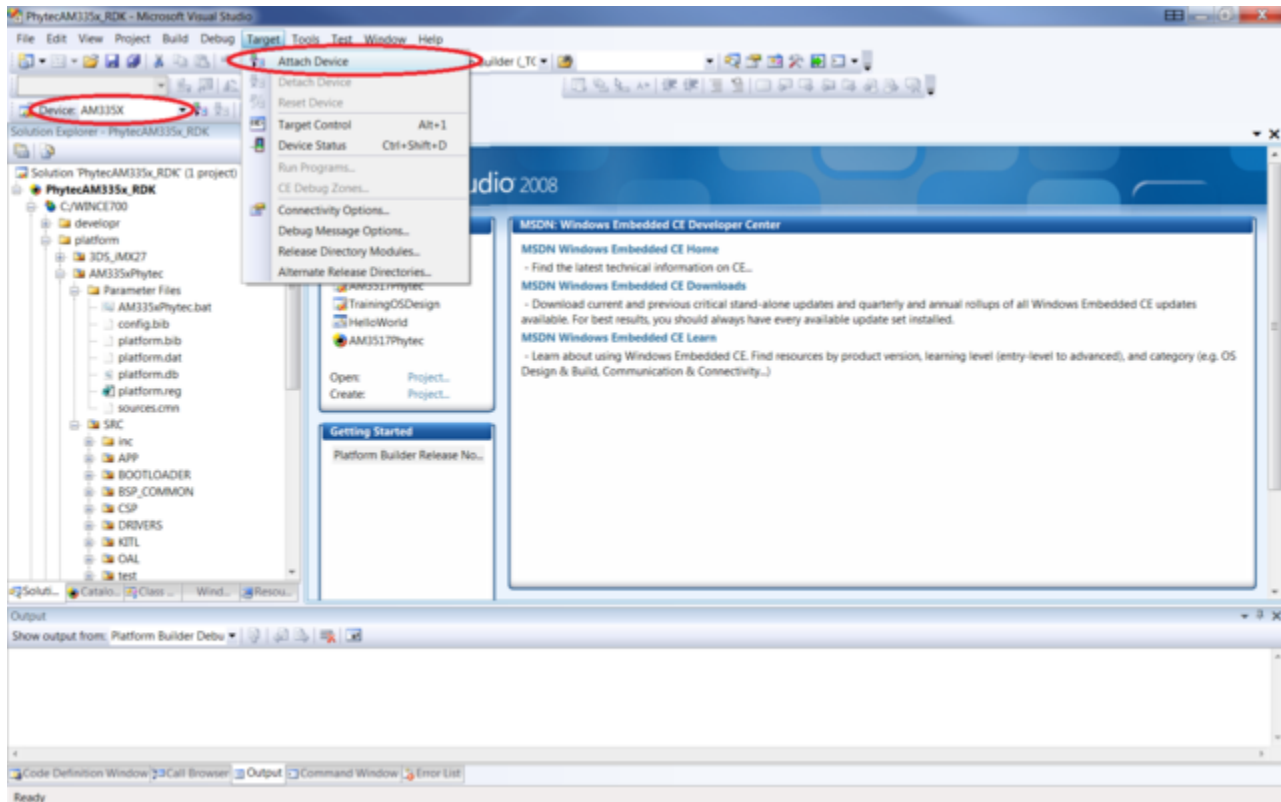 PhytecAM335x_RDK - Microsoft Visual Studio
File Edit View Project Build Debug Target Tools Test Window Help
Attach Device
Detach Device
Reset Device
Target Control Alt+1
Device Status Ctrl+Shift+D
Run Programs...
CE Debug Zones...
Connectivity Options...
Debug Message Options...
Release Directory Modules...
Alternate Release Directories...
Device: AM335X
Solution Explorer - PhytecAM335x_RDK
Solution 'PhytecAM335x_RDK' (1 project)
PhytecAM335x_RDK
C:/WINCE700
developr
platform
3DS_iMX27
AM335xPhytec
Parameter Files
AM335xPhytec.bat
config.bib
platform.bib
platform.dat
platform.db
platform.reg
sources.cmn
SRC
inc
APP
BOOTLOADER
BSP_COMMON
CSP
DRIVERS
KITL
OAL
test
Soluti... Catalo... Class ... Wind... Resou...
udio 2008
AM3517Phytec
TrainingOSDesign
HelloWorld
AM3517Phytec
Open: Project...
Create: Project...
Getting Started
Platform Builder Release No...
MSDN: Windows Embedded CE Developer Center
MSDN Windows Embedded CE Home
- Find the latest technical information on CE...
MSDN Windows Embedded CE Downloads
- Download current and previous critical stand-alone updates and quarterly and annual rollups of all Windows Embedded CE updates
available. For best results, you should always have every available update set installed.
MSDN Windows Embedded CE Learn
- Learn about using Windows Embedded CE. Find resources by product version, learning level (entry-level to advanced), and category (e.g. OS
Design & Build, Communication & Connectivity...)
Output
Show output from: Platform Builder Debu
Code Definition Window Call Browser Output Command Window Error List
Ready